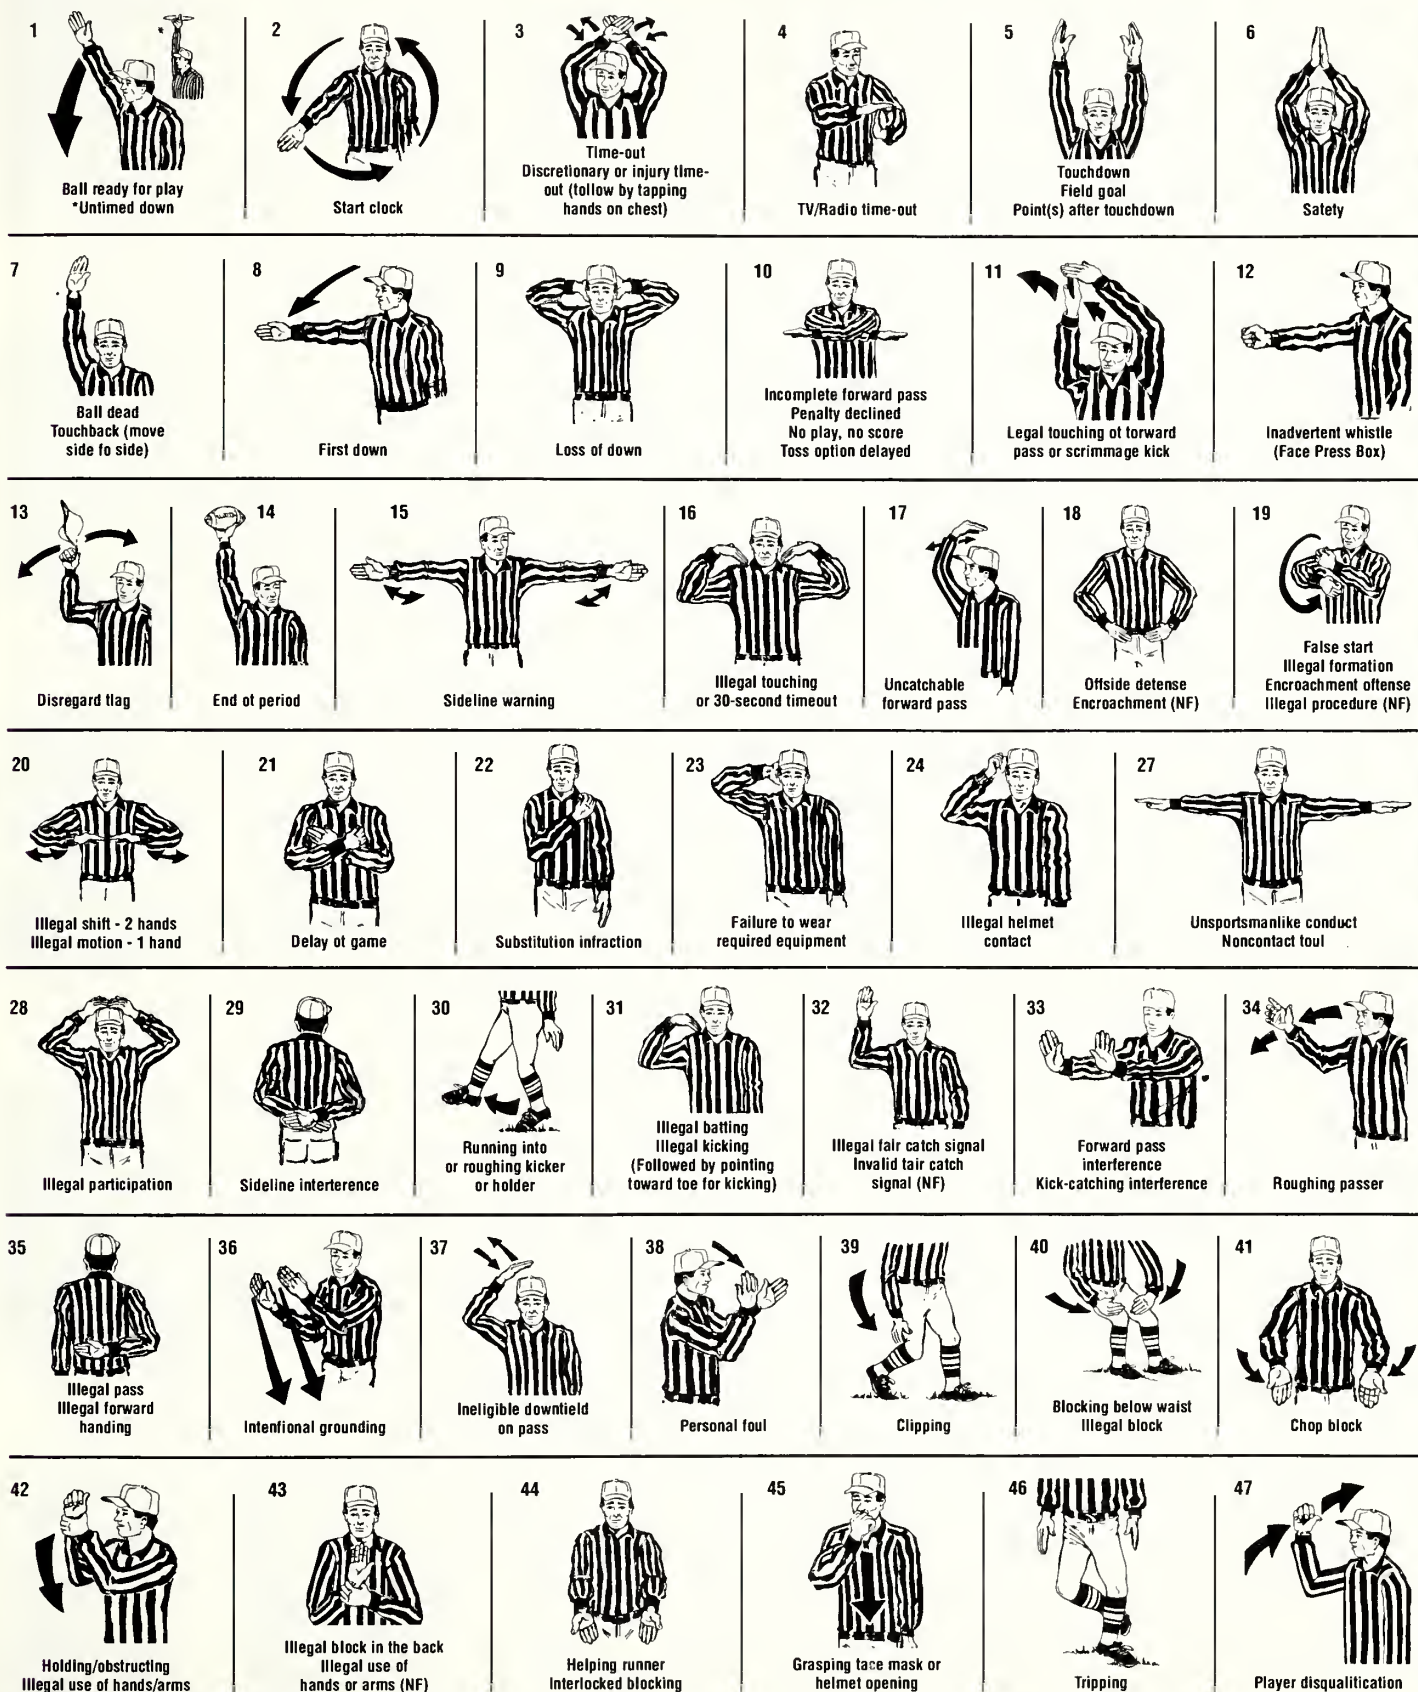 1
Ball ready for play
*Untimed down
2
Start clock
3
Time-out
Discretionary or injury time-
out (tollow by tapping
hands on chest)
4
TV/Radio time-out
5
Touchdown
Field goal
Point(s) after touchdown
6
Safety
7
Ball dead
Touchback (move
side fo side)
8
First down
9
Loss of down
10
Incomplete forward pass
Penalty declined
No play, no score
Toss option delayed
11
Legal touching ot torward
pass or scrimmage kick
12
Inadvertent whistle
(Face Press Box)
13
Disregard tlag
14
End ot period
15
Sideline warning
16
Illegal touching
or 30-second timeout
17
Uncatchable
forward pass
18
Offside detense
Encroachment (NF)
19
False start
Illegal formation
Encroachment oftense
Illegal procedure (NF)
20
Illegal shift - 2 hands
Illegal motion - 1 hand
21
Delay ot game
22
Substitution infraction
23
Failure to wear
required equipment
24
Illegal helmet
contact
27
Unsportsmanlike conduct
Noncontact toul
28
Illegal participation
29
Sideline interterence
30
Running into
or roughing kicker
or holder
31
Illegal batting
Illegal kicking
(Followed by pointing
toward toe for kicking)
32
Illegal fair catch signal
Invalid tair catch
signal (NF)
33
Forward pass
interference
Kick-catching interference
34
Roughing passer
35
Illegal pass
Illegal forward
handing
36
Intenfional grounding
37
Ineligible downtield
on pass
38
Personal foul
39
Clipping
40
Blocking below waist
Illegal block
41
Chop block
42
Holding/obstructing
Illegal use of hands/arms
43
Illegal block in the back
Illegal use of
hands or arms (NF)
44
Helping runner
Interlocked blocking
45
Grasping tace mask or
helmet opening
46
Tripping
47
Player disqualitication